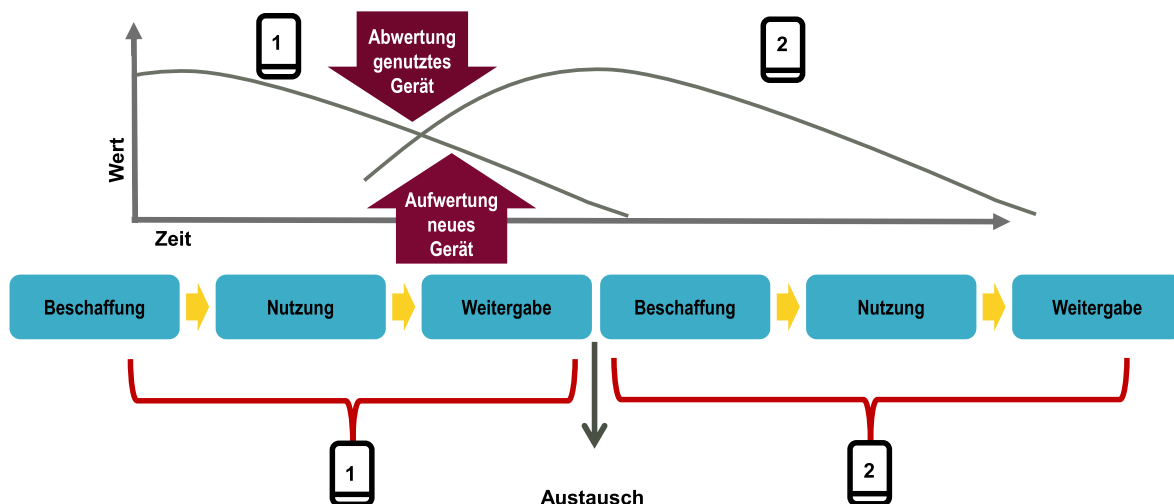 1
Abwertung
genutztes
Gerät
2
Wert
Aufwertung
neues
Gerät
Zeit
Beschaffung
Nutzung
Weitergabe
Beschaffung
Nutzung
Weitergabe
1
2
Austausch